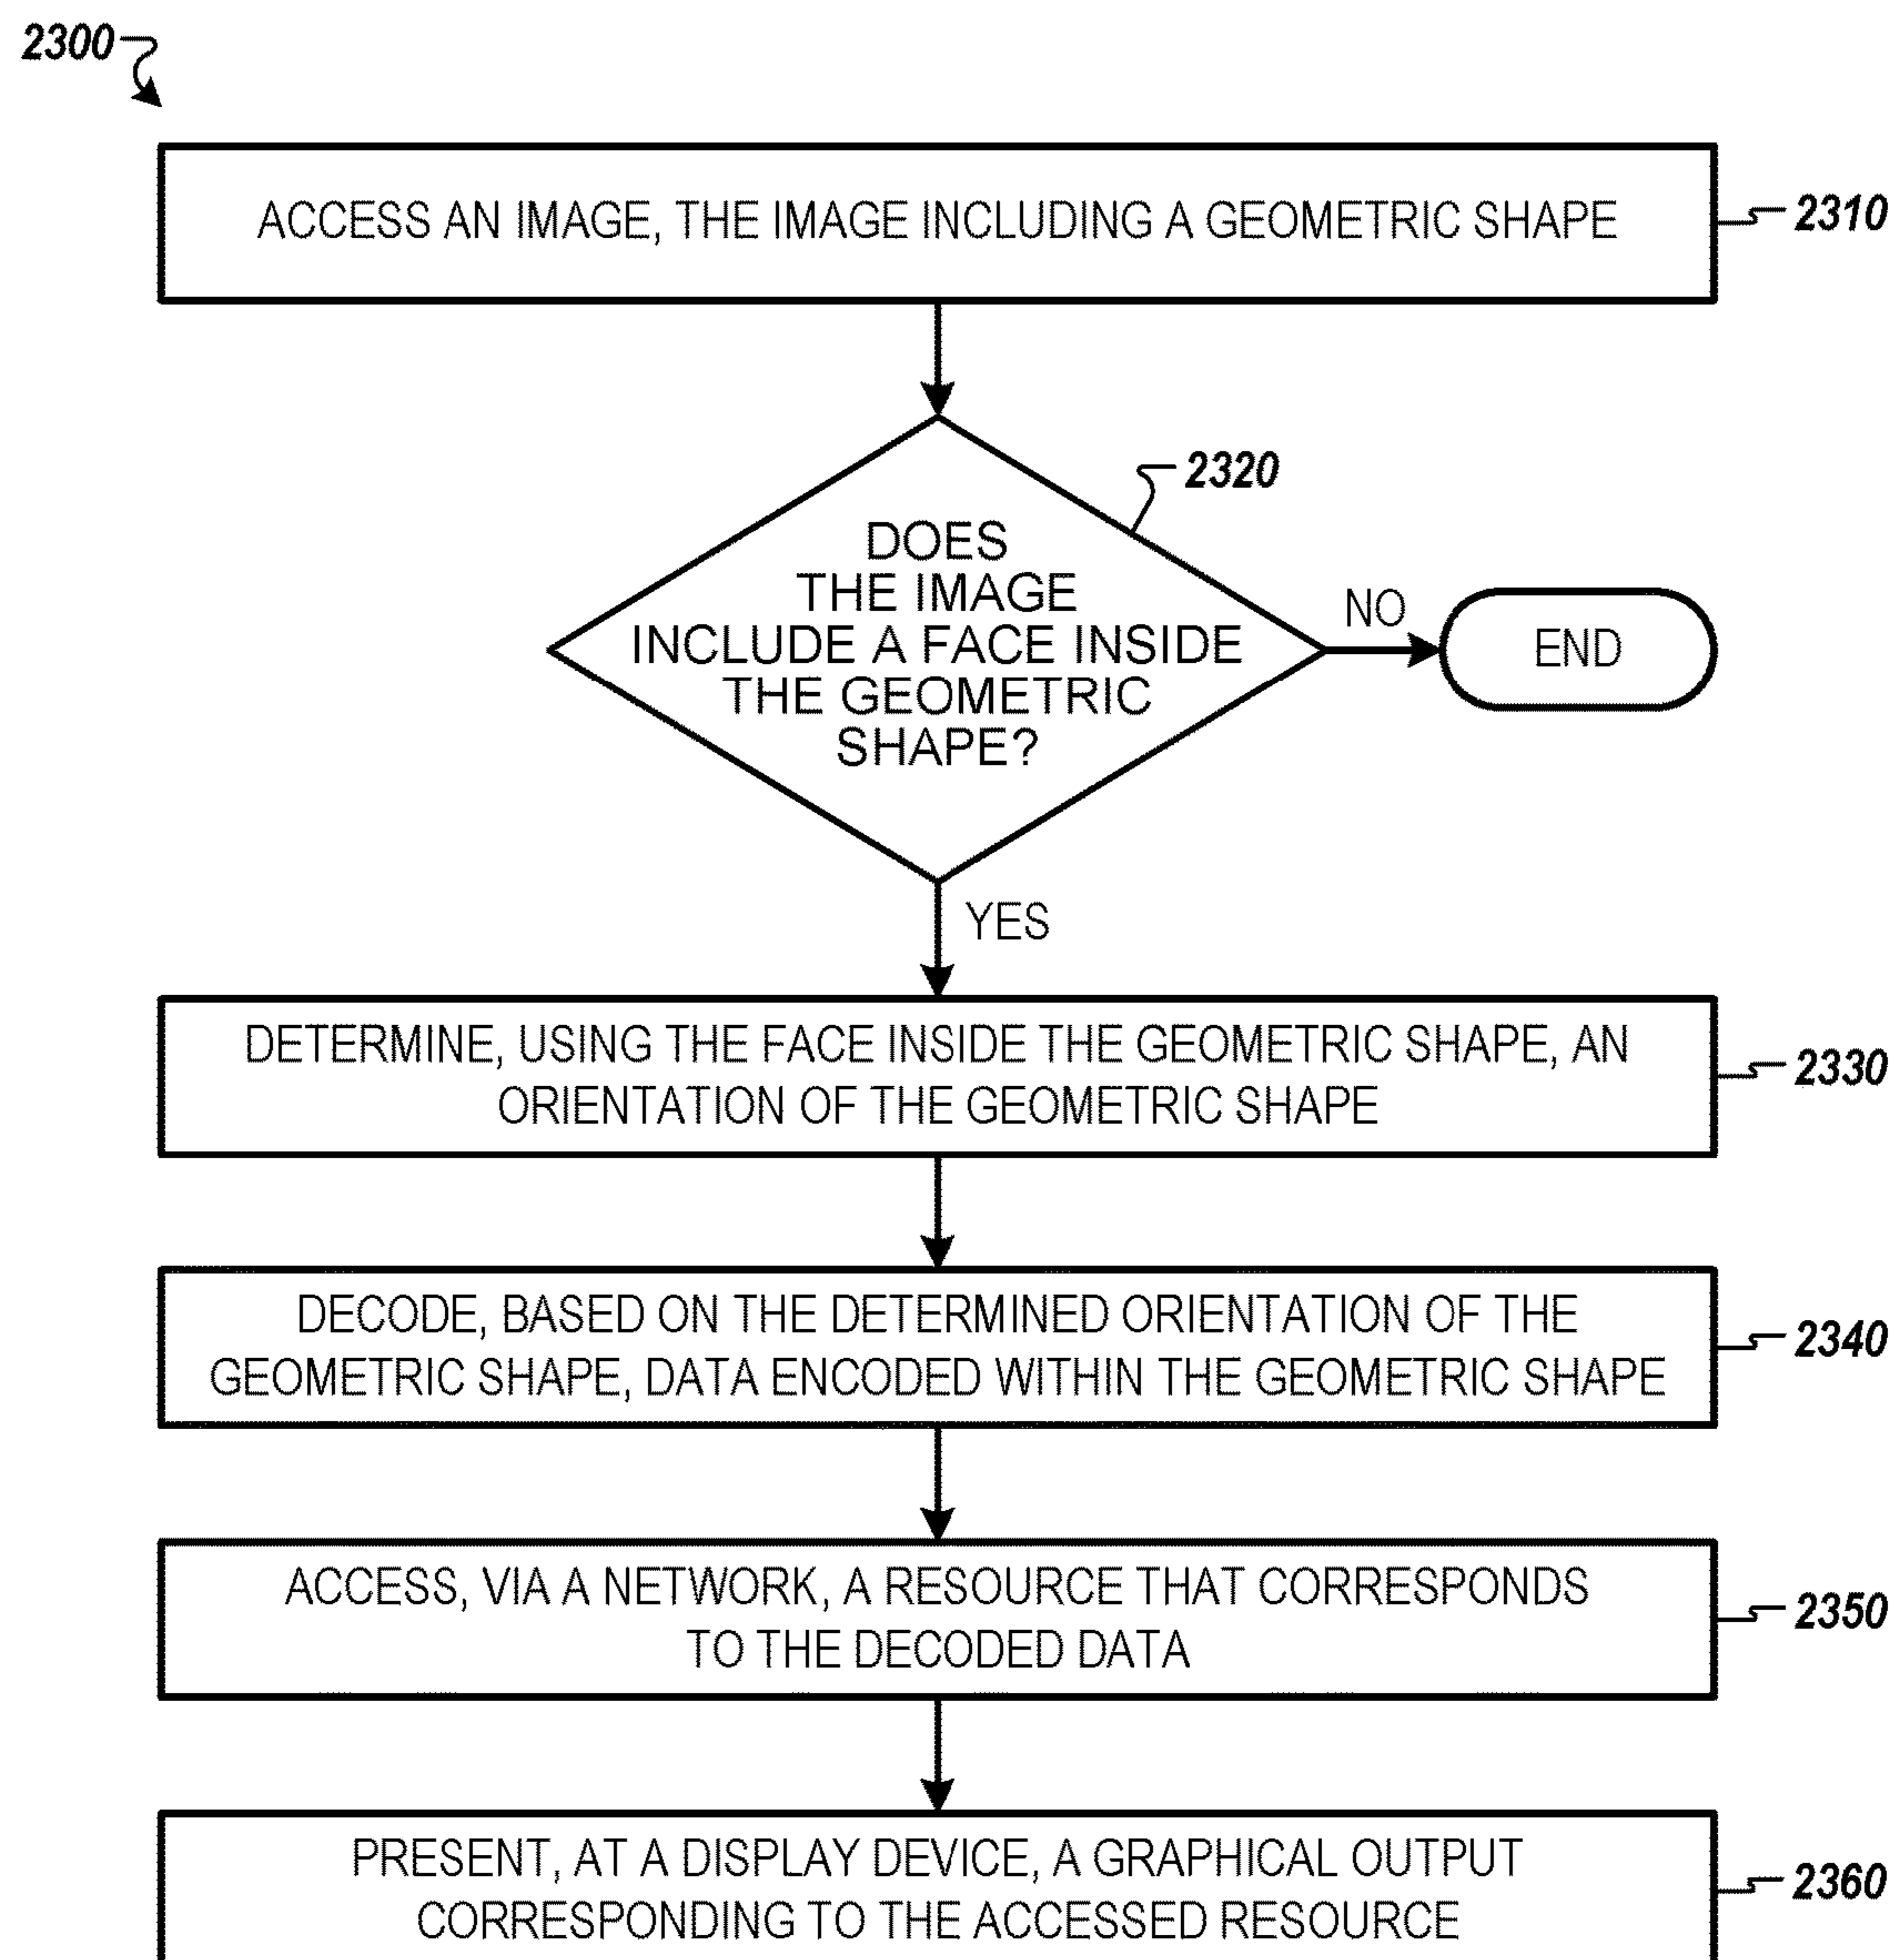 2300
ACCESS AN IMAGE, THE IMAGE INCLUDING A GEOMETRIC SHAPE
2310
2320
DOES
THE IMAGE
INCLUDE A FACE INSIDE
THE GEOMETRIC
SHAPE?
NO
END
YES
DETERMINE, USING THE FACE INSIDE THE GEOMETRIC SHAPE, AN
ORIENTATION OF THE GEOMETRIC SHAPE
2330
DECODE, BASED ON THE DETERMINED ORIENTATION OF THE
GEOMETRIC SHAPE, DATA ENCODED WITHIN THE GEOMETRIC SHAPE
2340
ACCESS, VIA A NETWORK, A RESOURCE THAT CORRESPONDS
TO THE DECODED DATA
2350
PRESENT, AT A DISPLAY DEVICE, A GRAPHICAL OUTPUT
CORRESPONDING TO THE ACCESSED RESOURCE
2360